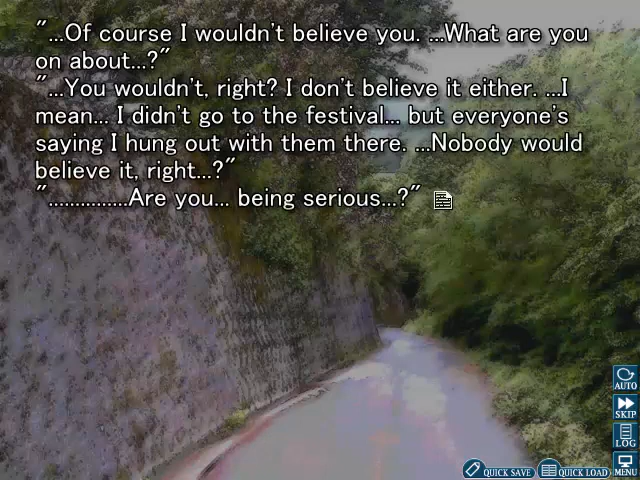 "...Of course I wouldn't believe you. ...What are you
on about...?"
"...You wouldn't, right? I don't believe it either. ...I
mean... I didn't go to the festival... but everyone's
saying I hung out with them there. ...Nobody would
believe it, right...?"
"...............Are you... being serious...?"
AUTO
SKIP
LOG
MENU
QUICK SAVE
QUICK LOAD